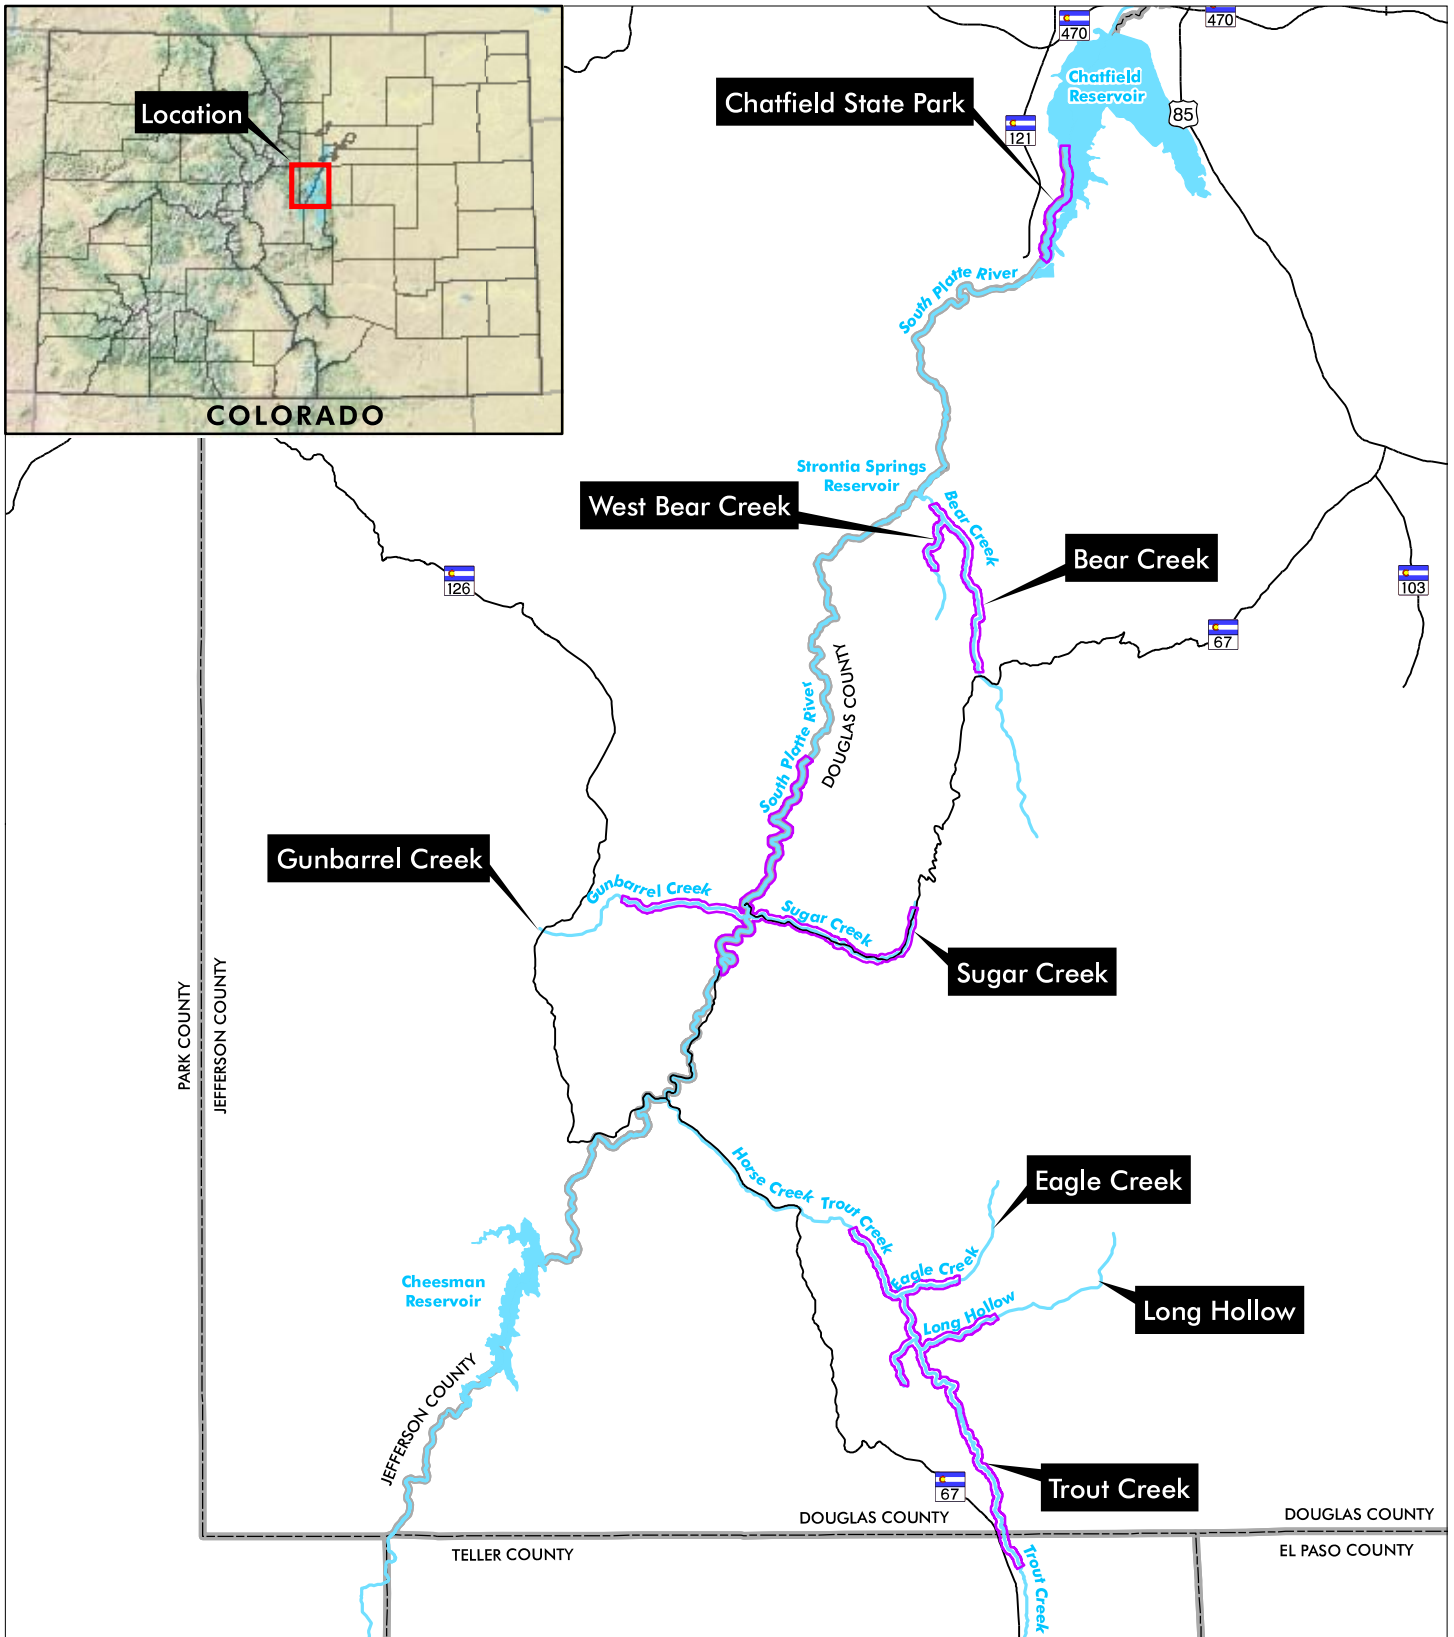 470
470
Chatfield
Reservoir
Chatfield State Park
85
121
Location
South Platte River
COLORADO
Strontia Springs
Reservoir
West Bear Creek
Bear Creek
Bear Creek
126
103
67
DOUGLAS COUNTY
South Platte River
Gunbarrel Creek
Gunbarrel Creek
Sugar Creek
Sugar Creek
PARK COUNTY
JEFFERSON COUNTY
Horse Creek
Trout Creek
Eagle Creek
Eagle Creek
Cheesman
Reservoir
Long Hollow
Long Hollow
JEFFERSON COUNTY
Trout Creek
67
DOUGLAS COUNTY
DOUGLAS COUNTY
TELLER COUNTY
EL PASO COUNTY
Trout Creek